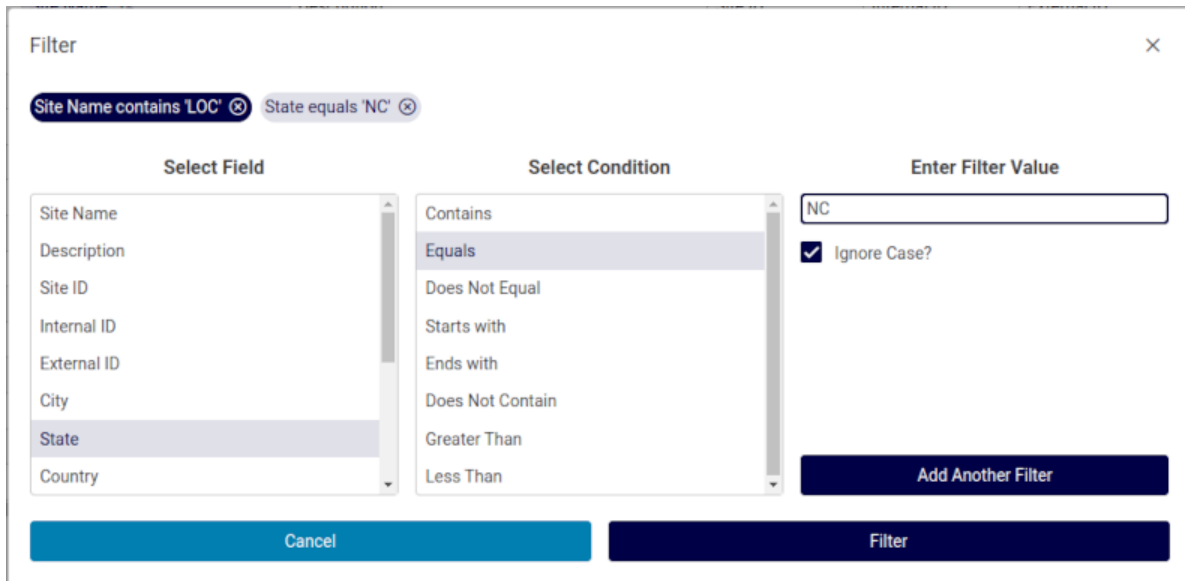 Filter
Site Name contains 'LOC'
State equals 'NC'
Select Field
Site Name
Description
Site ID
Internal ID
External ID
City
State
Country
Select Condition
Contains
Equals
Does Not Equal
Starts with
Ends with
Does Not Contain
Greater Than
Less Than
Enter Filter Value
NC
Ignore Case?
Add Another Filter
Cancel
Filter